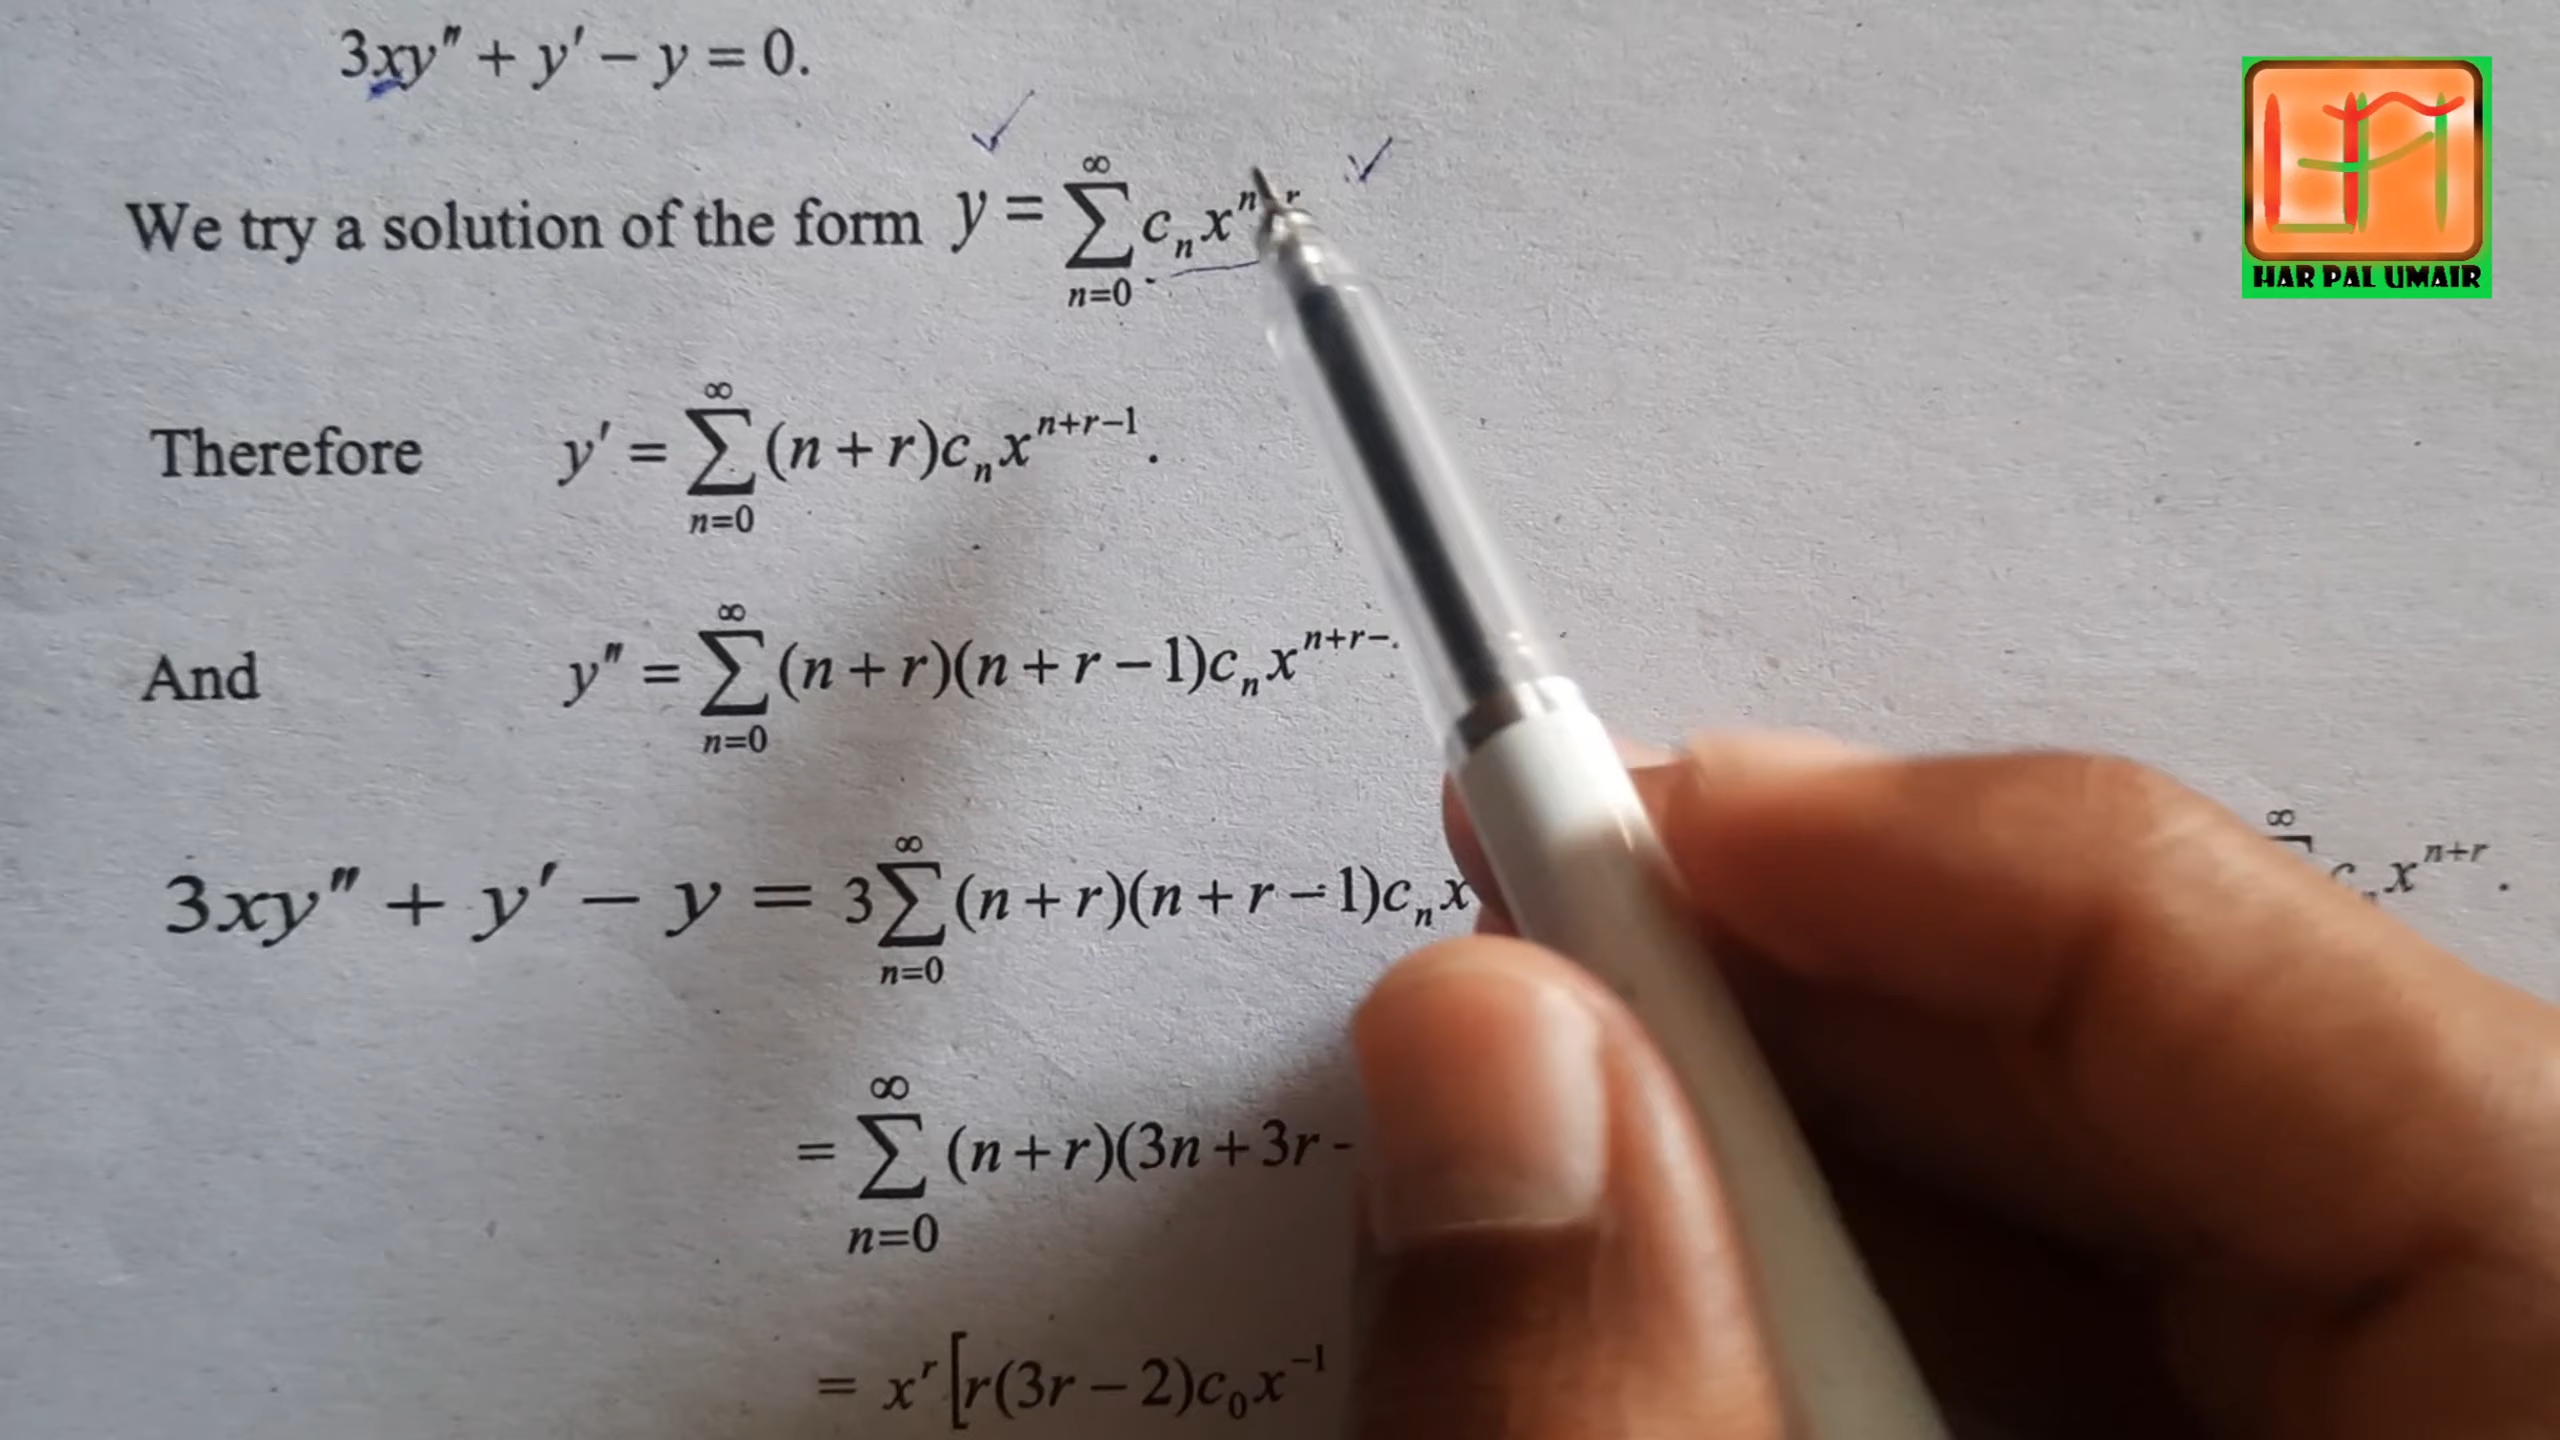 3xy″ + y′ − y = 0.
HAR PAL UMAIR
We try a solution of the form y = ∑_{n=0}^{∞} c_n x^{n r}
Therefore y′ = ∑_{n=0}^{∞} (n + r)c_n x^{n+r−1}.
And y″ = ∑_{n=0}^{∞} (n + r)(n + r − 1)c_n x^{n+r−}
3xy″ + y′ − y = 3∑_{n=0}^{∞} (n + r)(n + r − 1)c_n x ∞ c_n x^{n+r}.
= ∑_{n=0}^{∞} (n + r)(3n + 3r -
= x^r [r(3r − 2)c_0 x^{−1}